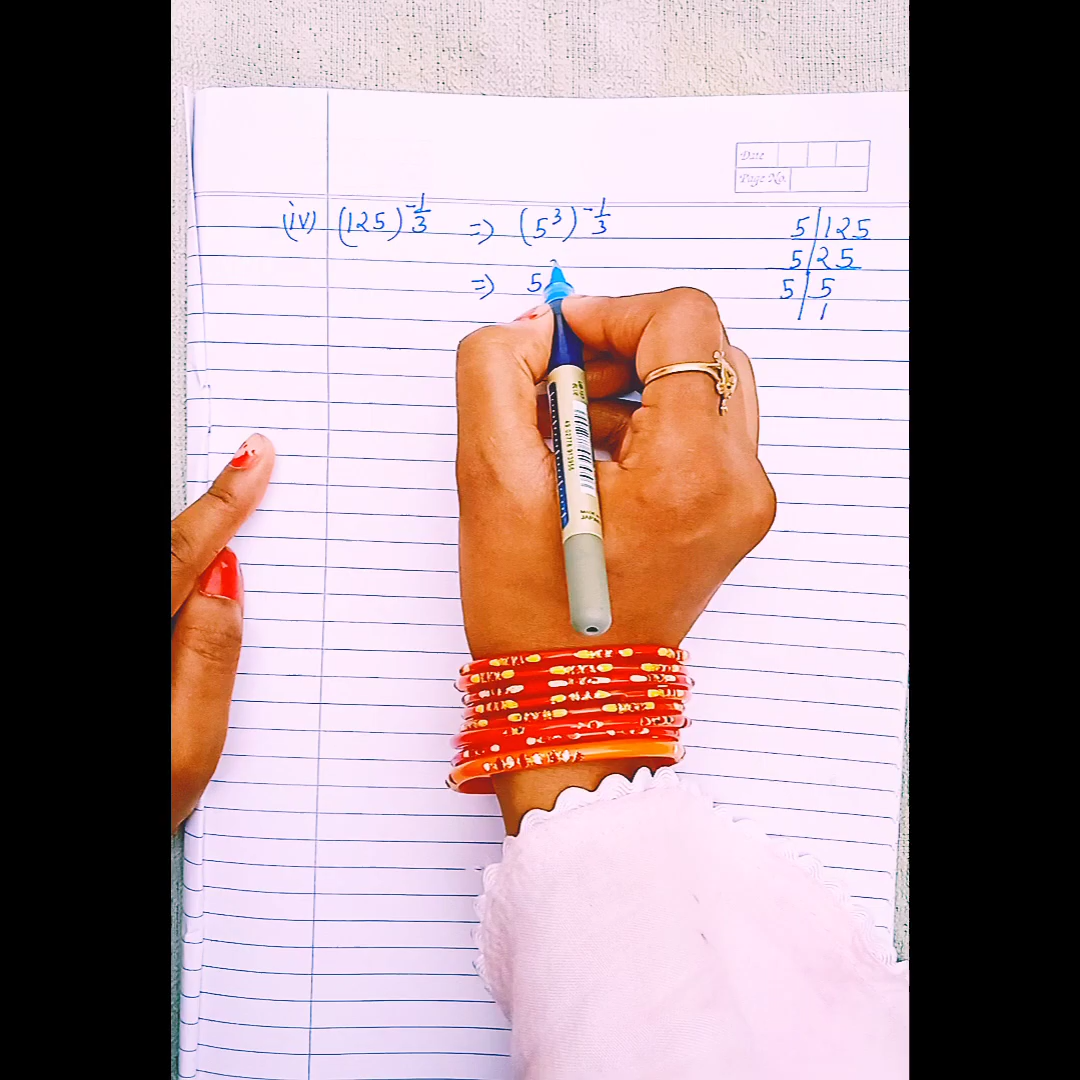 Date
Page No.
(iv) (125)^-1/3 => (5^3)^-1/3
=> 5
5|125
5|25
5|5
|1